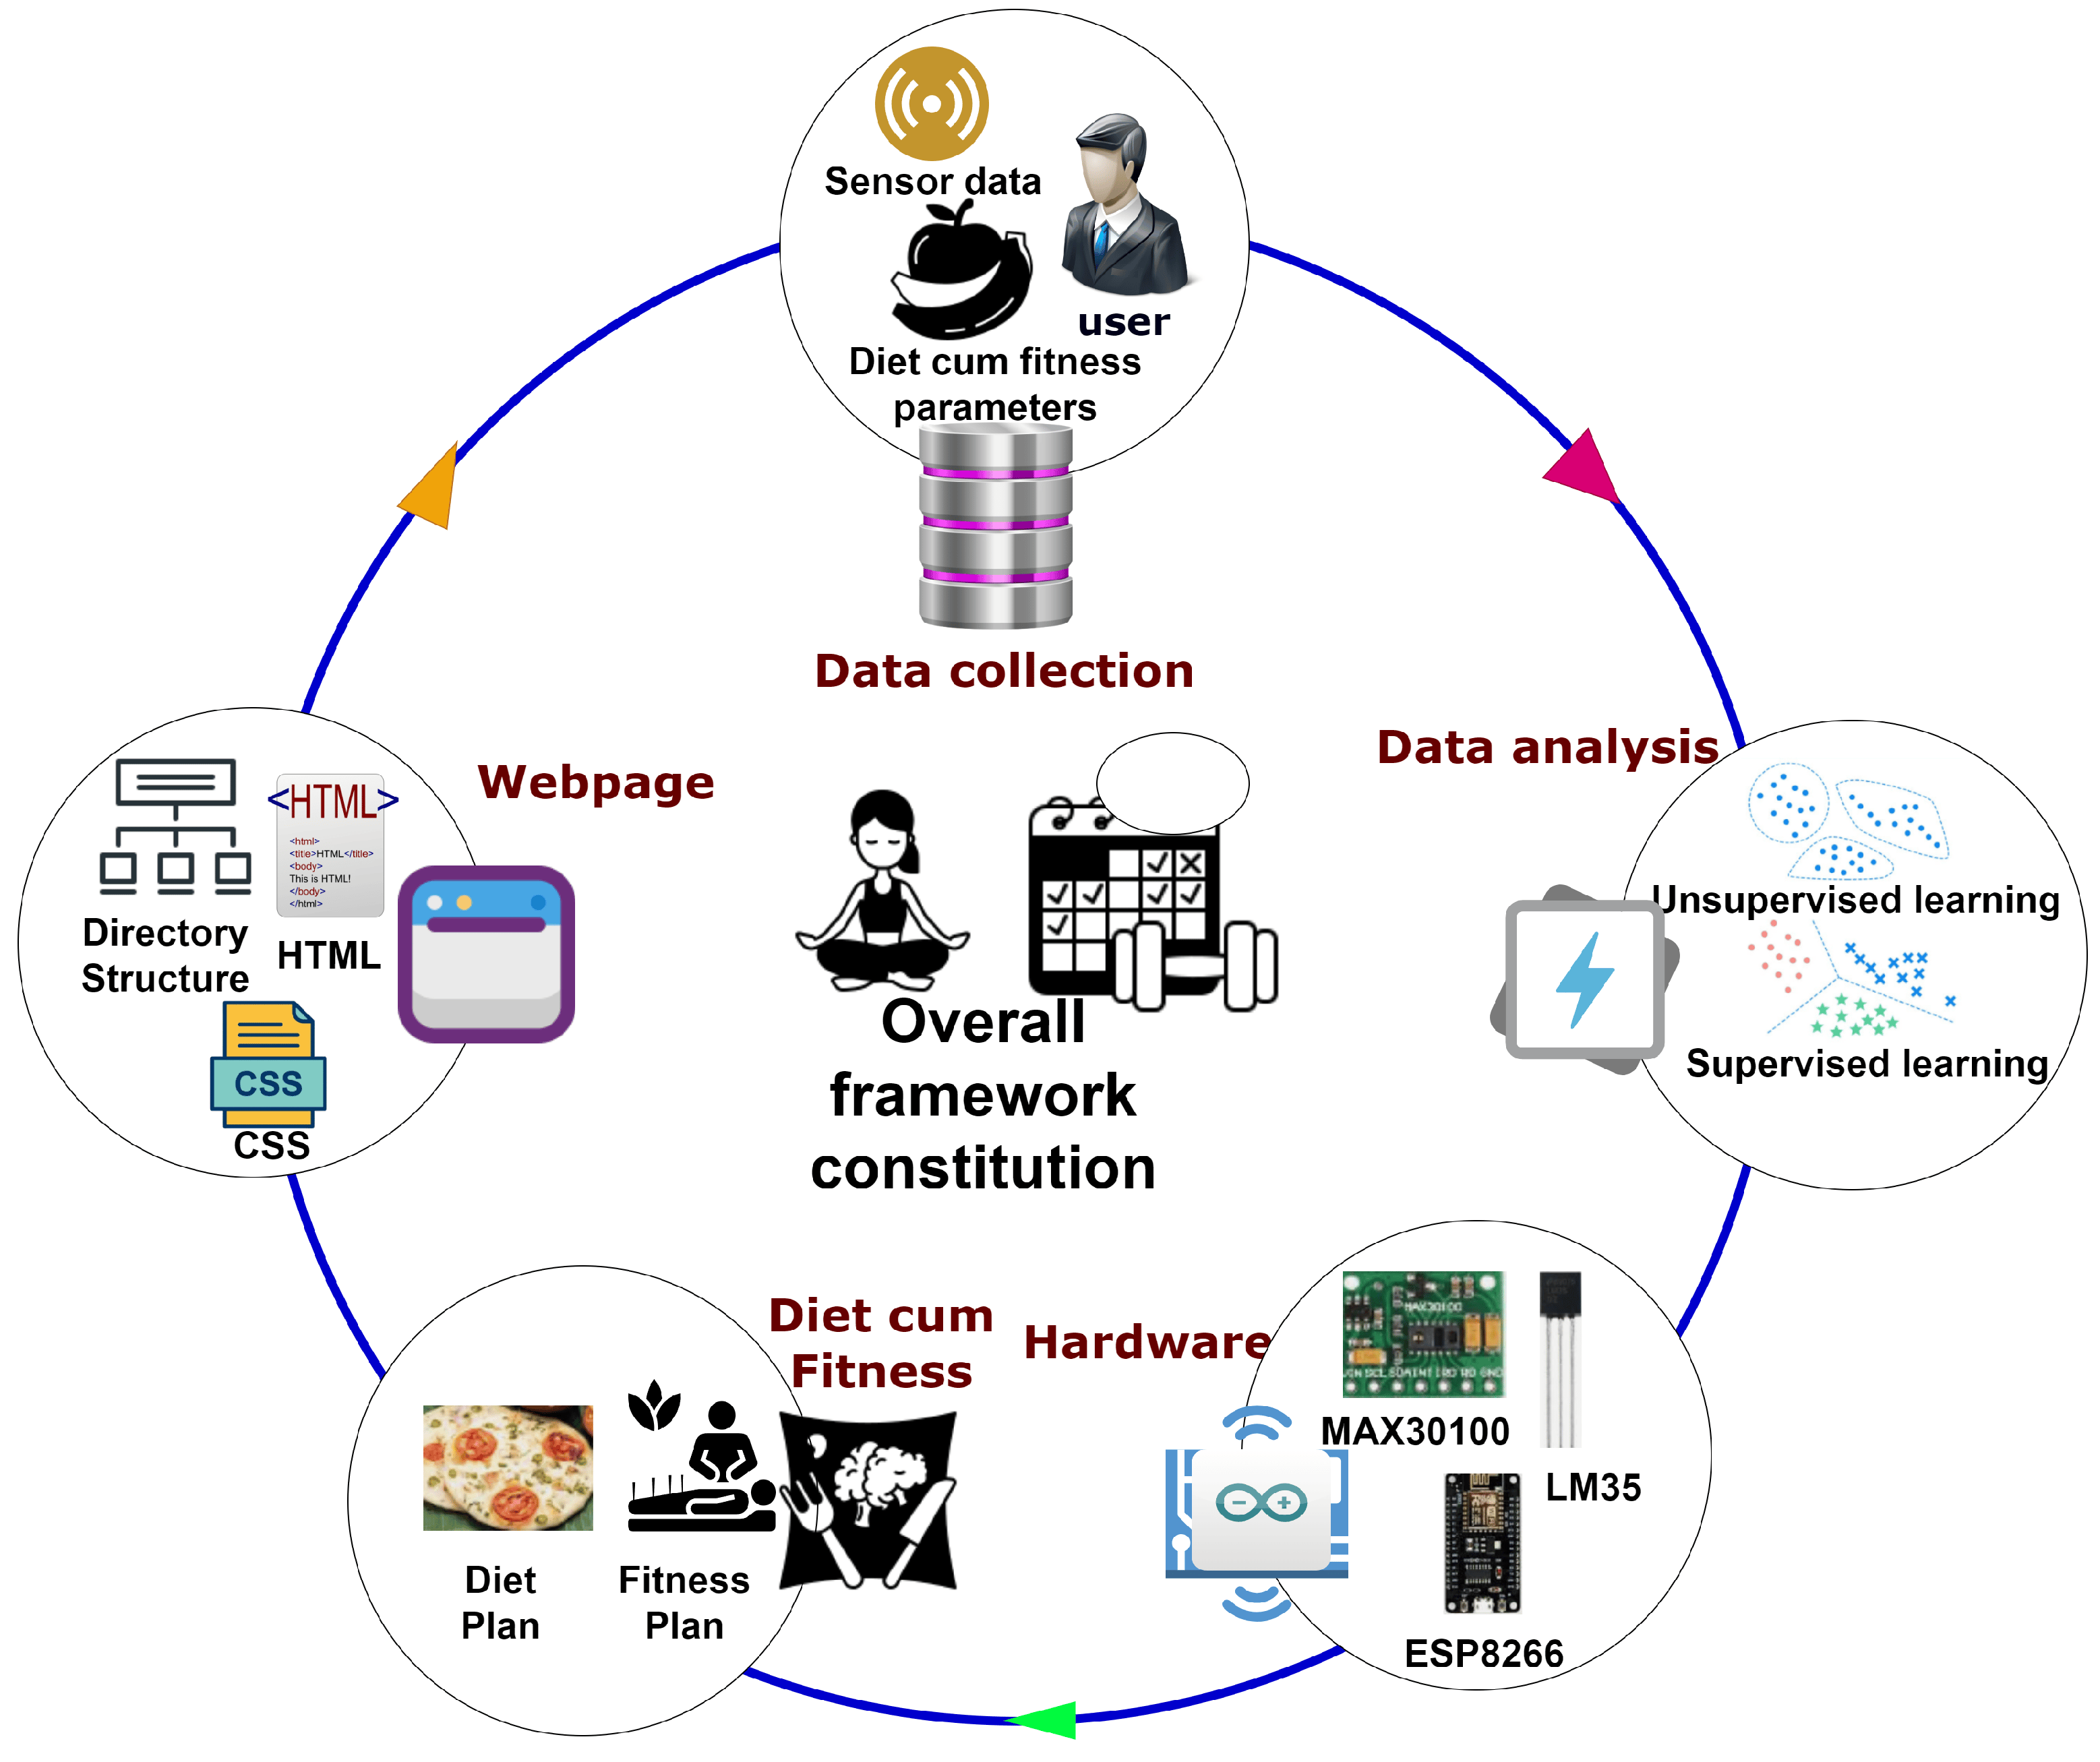 Sensor data
user
Diet cum fitness
parameters
Data collection
Data analysis
Unsupervised learning
Supervised learning
Webpage
<HTML>
<html>
<title>HTML</title>
<body>
This is HTML!
</body>
</html>
Directory
Structure
HTML
CSS
CSS
Overall
framework
constitution
Diet cum
Fitness
Diet
Plan
Fitness
Plan
Hardware
MAX30100
MAX30100
LM35
ESP8266